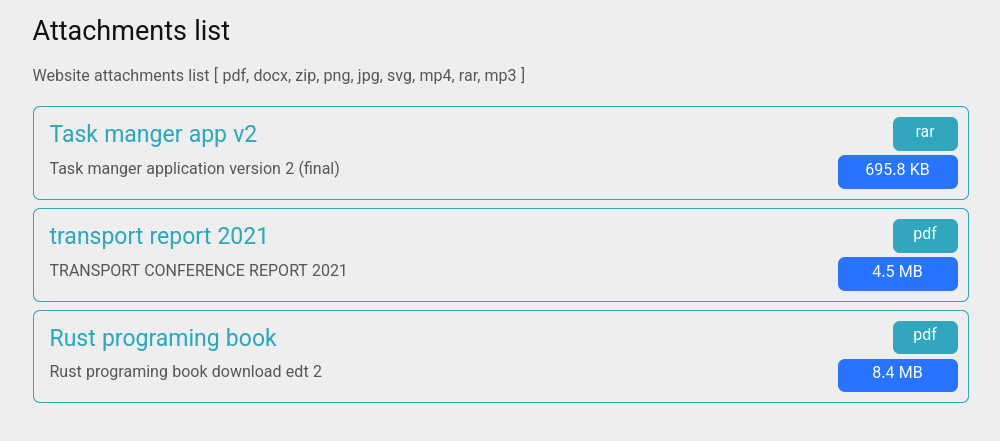 Attachments list
Website attachments list [ pdf, docx, zip, png, jpg, svg, mp4, rar, mp3 ]
Task manger app v2
rar
Task manger application version 2 (final)
695.8 KB
transport report 2021
pdf
TRANSPORT CONFERENCE REPORT 2021
4.5 MB
Rust programing book
pdf
Rust programing book download edt 2
8.4 MB